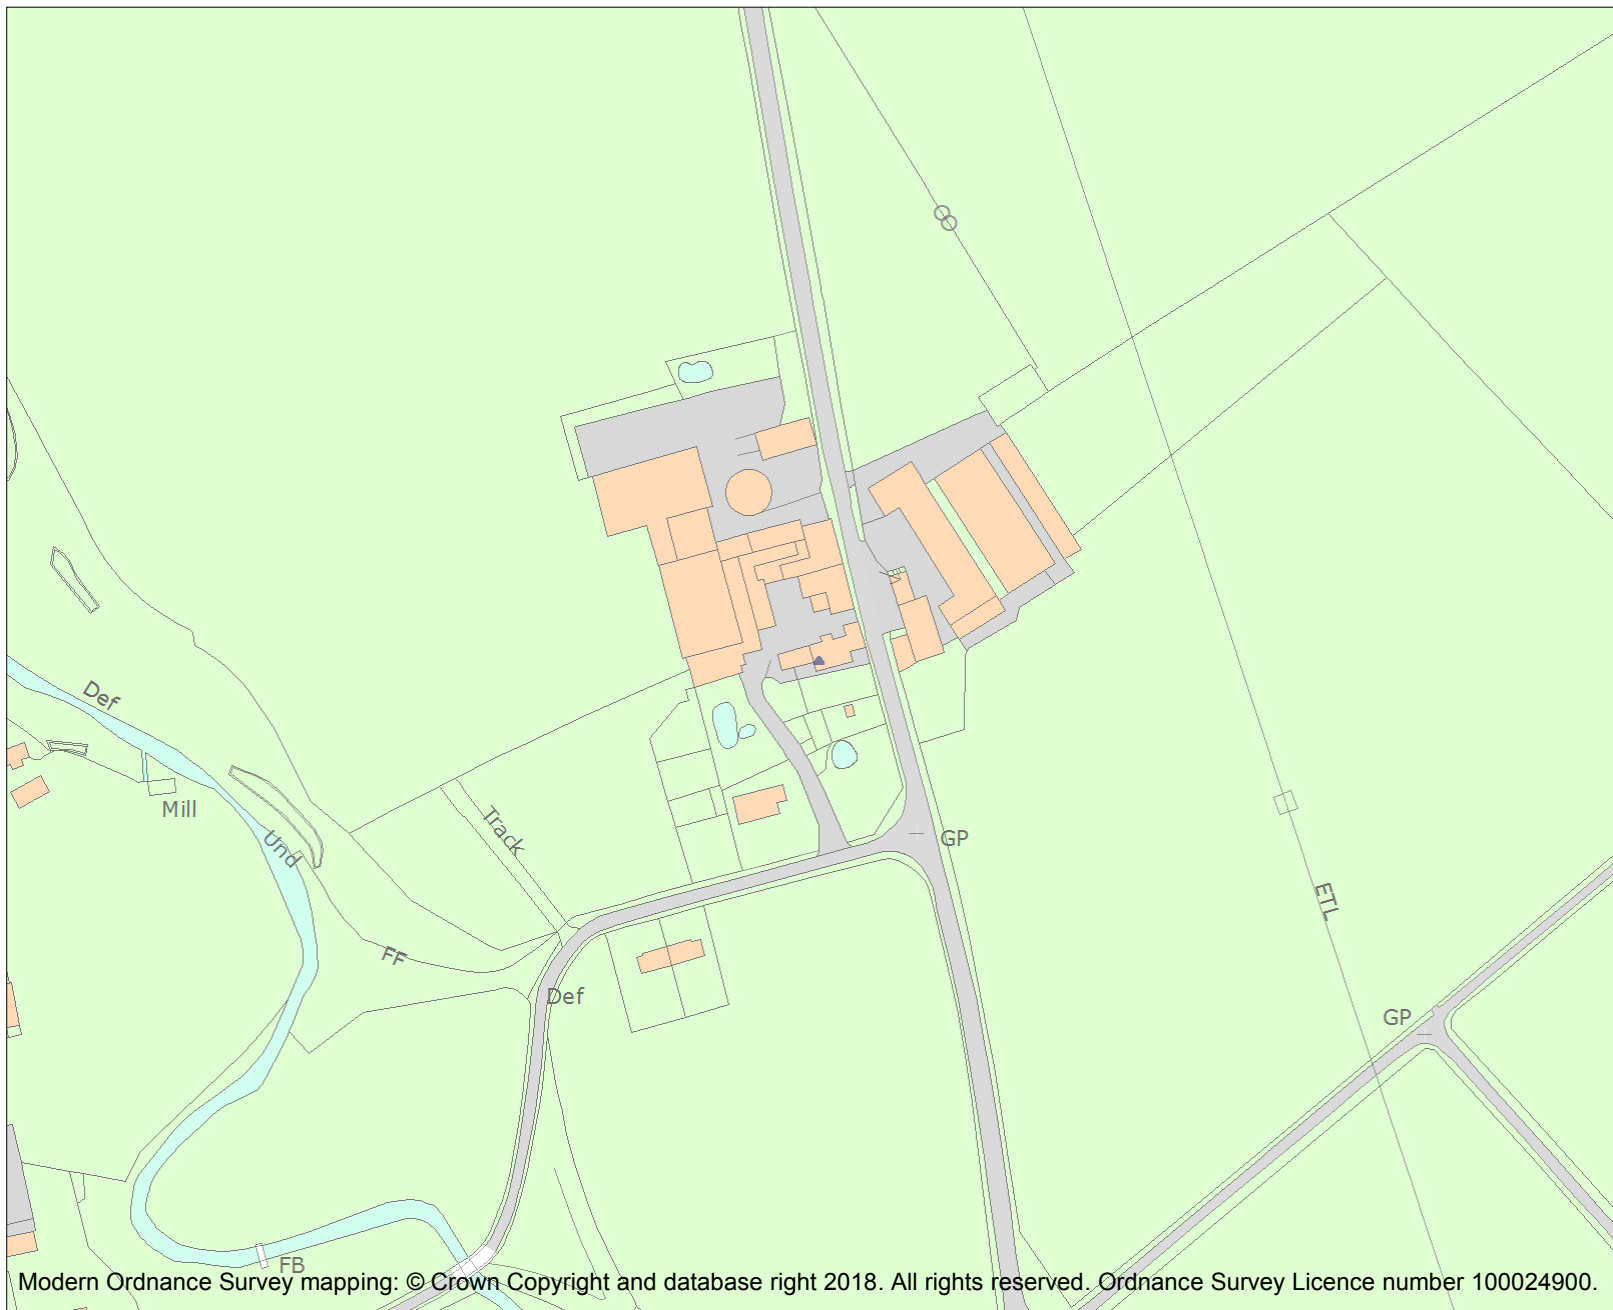 Def
Mill
Und
Track
GP
ETL
FF
Def
GP
FB
Modern Ordnance Survey mapping: © Crown Copyright and database right 2018. All rights reserved. Ordnance Survey Licence number 100024900.